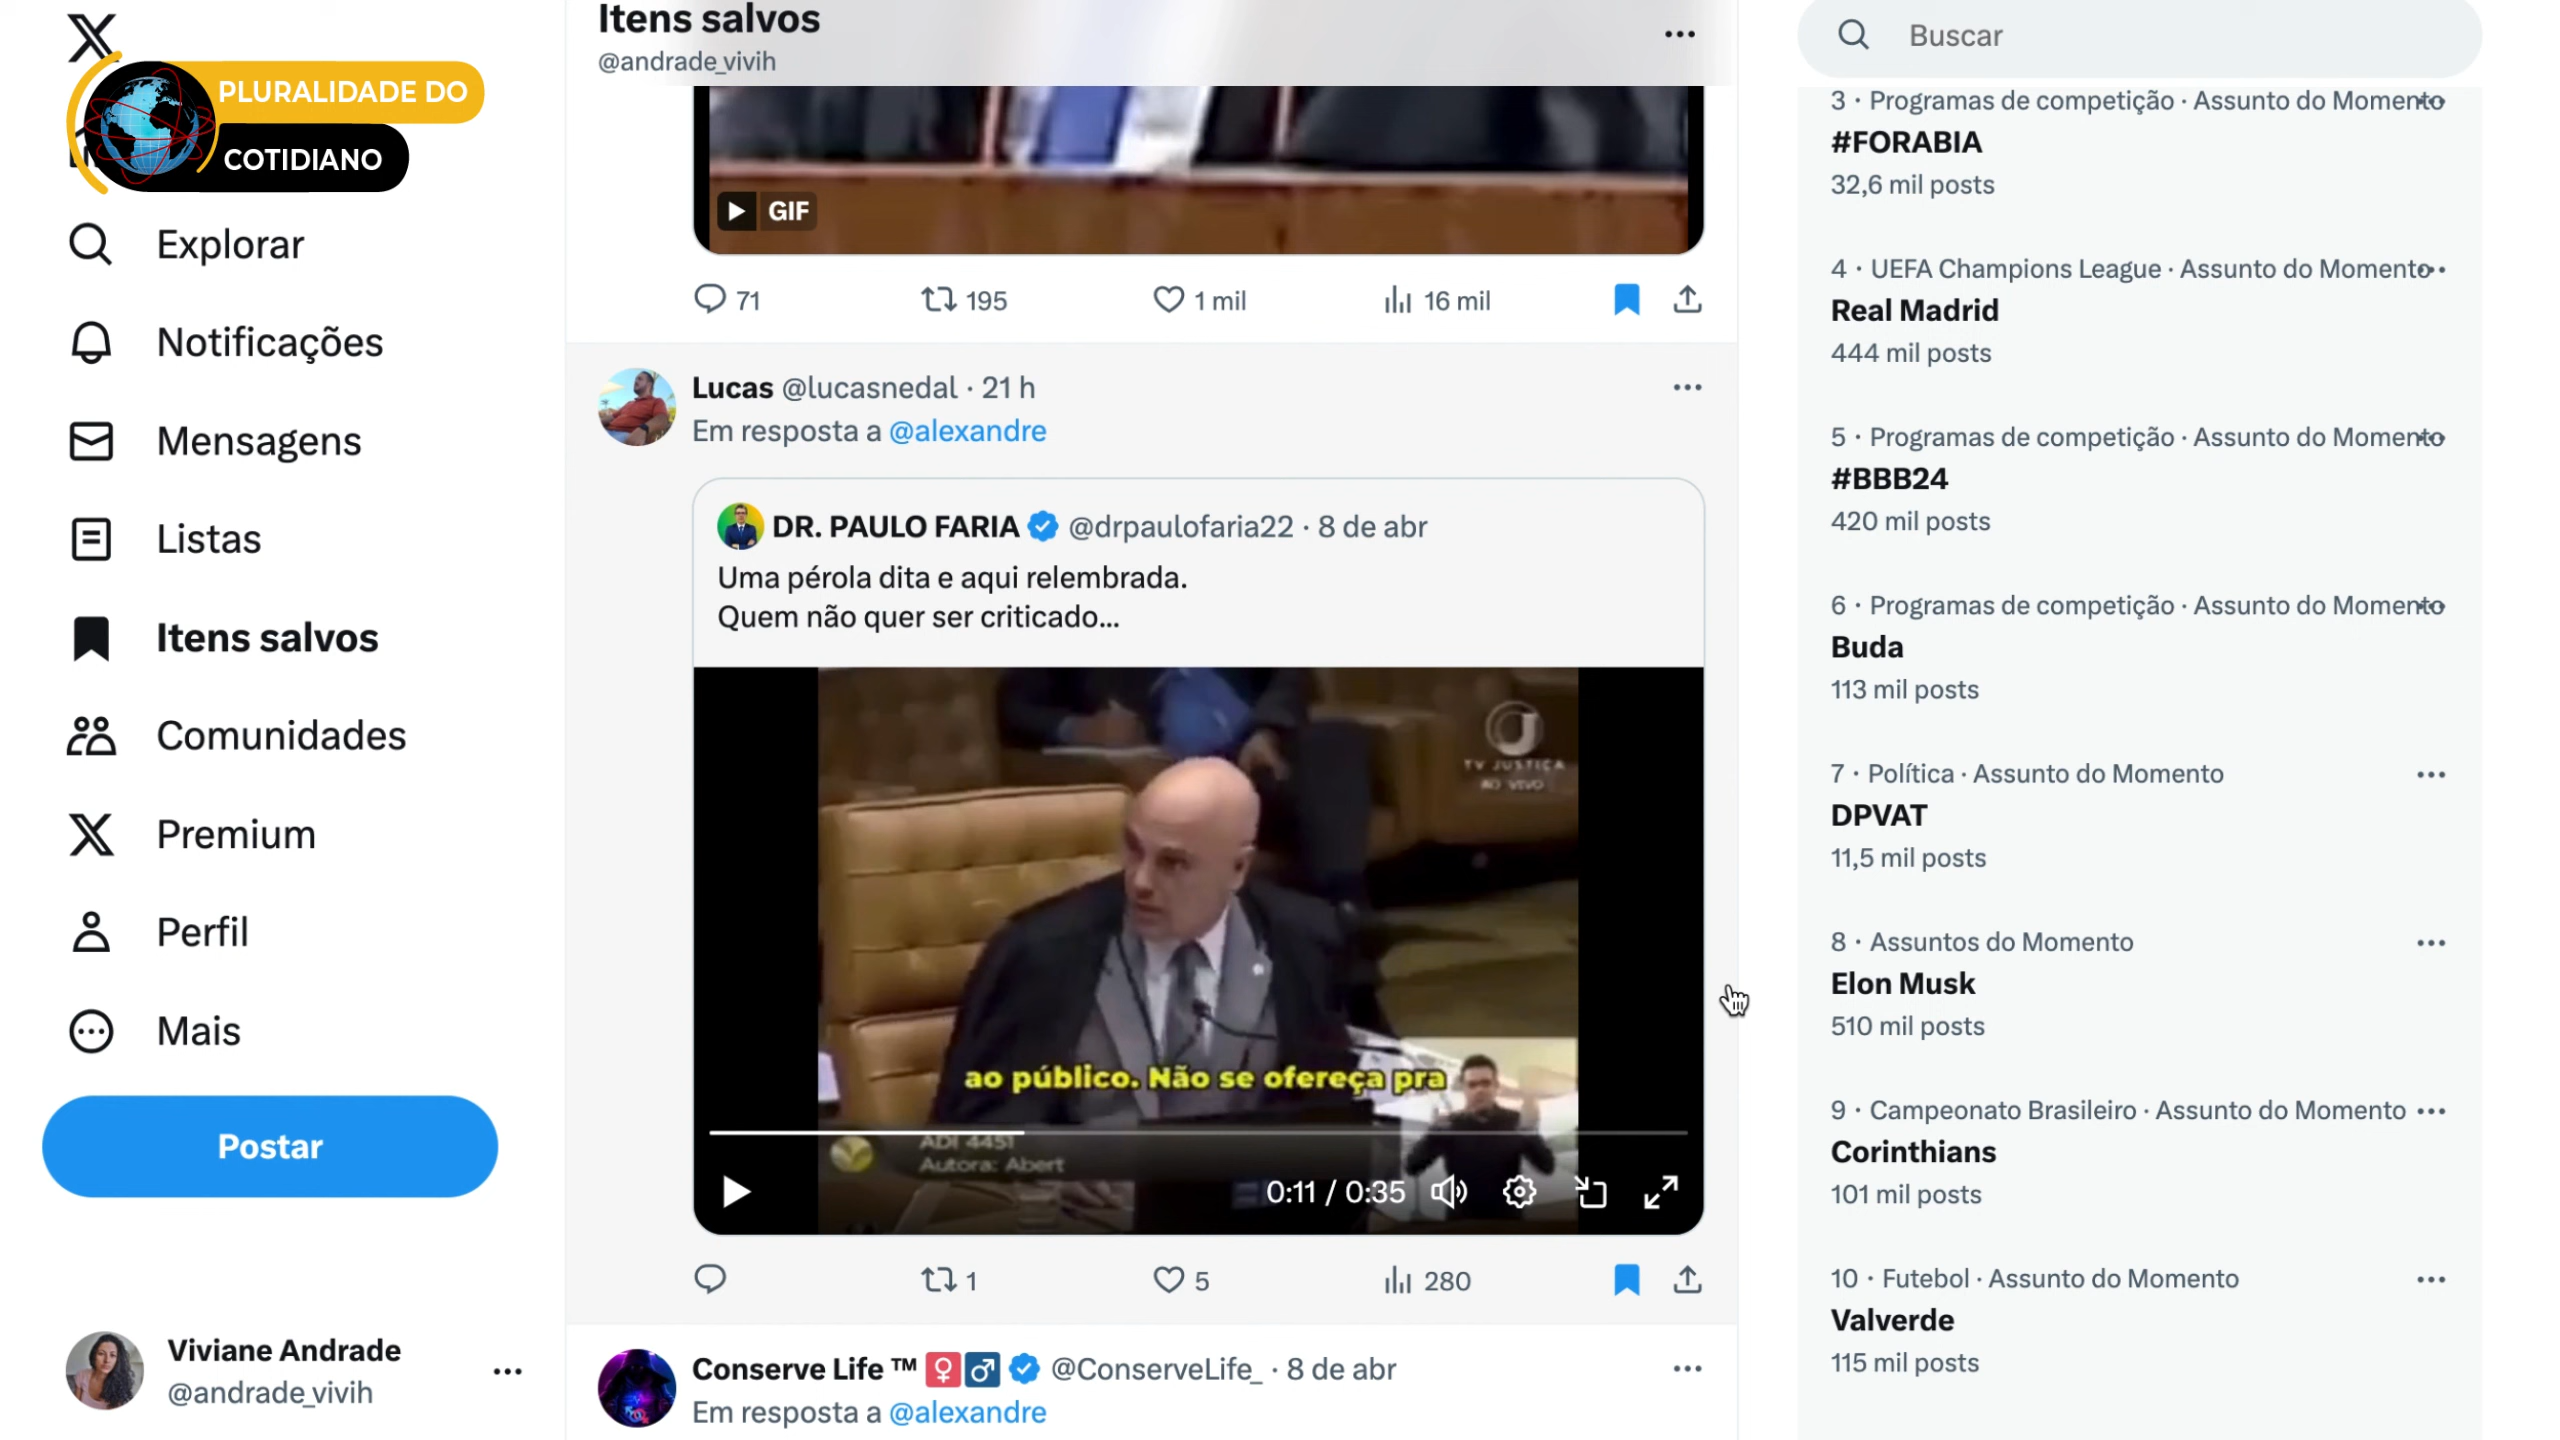 PLURALIDADE DO
COTIDIANO
Explorar
Notificações
Mensagens
Listas
Itens salvos
Comunidades
Premium
Perfil
Mais
Postar
Viviane Andrade
@andrade_vivih
Itens salvos
@andrade_vivih
GIF
71
195
1 mil
16 mil
Lucas @lucasnedal · 21 h
Em resposta a @alexandre
DR. PAULO FARIA @drpaulofaria22 · 8 de abr
Uma pérola dita e aqui relembrada.
Quem não quer ser criticado...
TV JUSTIÇA
AO VIVO
ao público. Não se ofereça pra
ADI 4451
Autora: Abert
0:11 / 0:35
1
5
280
Conserve Life ™ @ConserveLife_ · 8 de abr
Em resposta a @alexandre
Buscar
3 · Programas de competição · Assunto do Momento
#FORABIA
32,6 mil posts
4 · UEFA Champions League · Assunto do Momento
Real Madrid
444 mil posts
5 · Programas de competição · Assunto do Momento
#BBB24
420 mil posts
6 · Programas de competição · Assunto do Momento
Buda
113 mil posts
7 · Política · Assunto do Momento
DPVAT
11,5 mil posts
8 · Assuntos do Momento
Elon Musk
510 mil posts
9 · Campeonato Brasileiro · Assunto do Momento
Corinthians
101 mil posts
10 · Futebol · Assunto do Momento
Valverde
115 mil posts